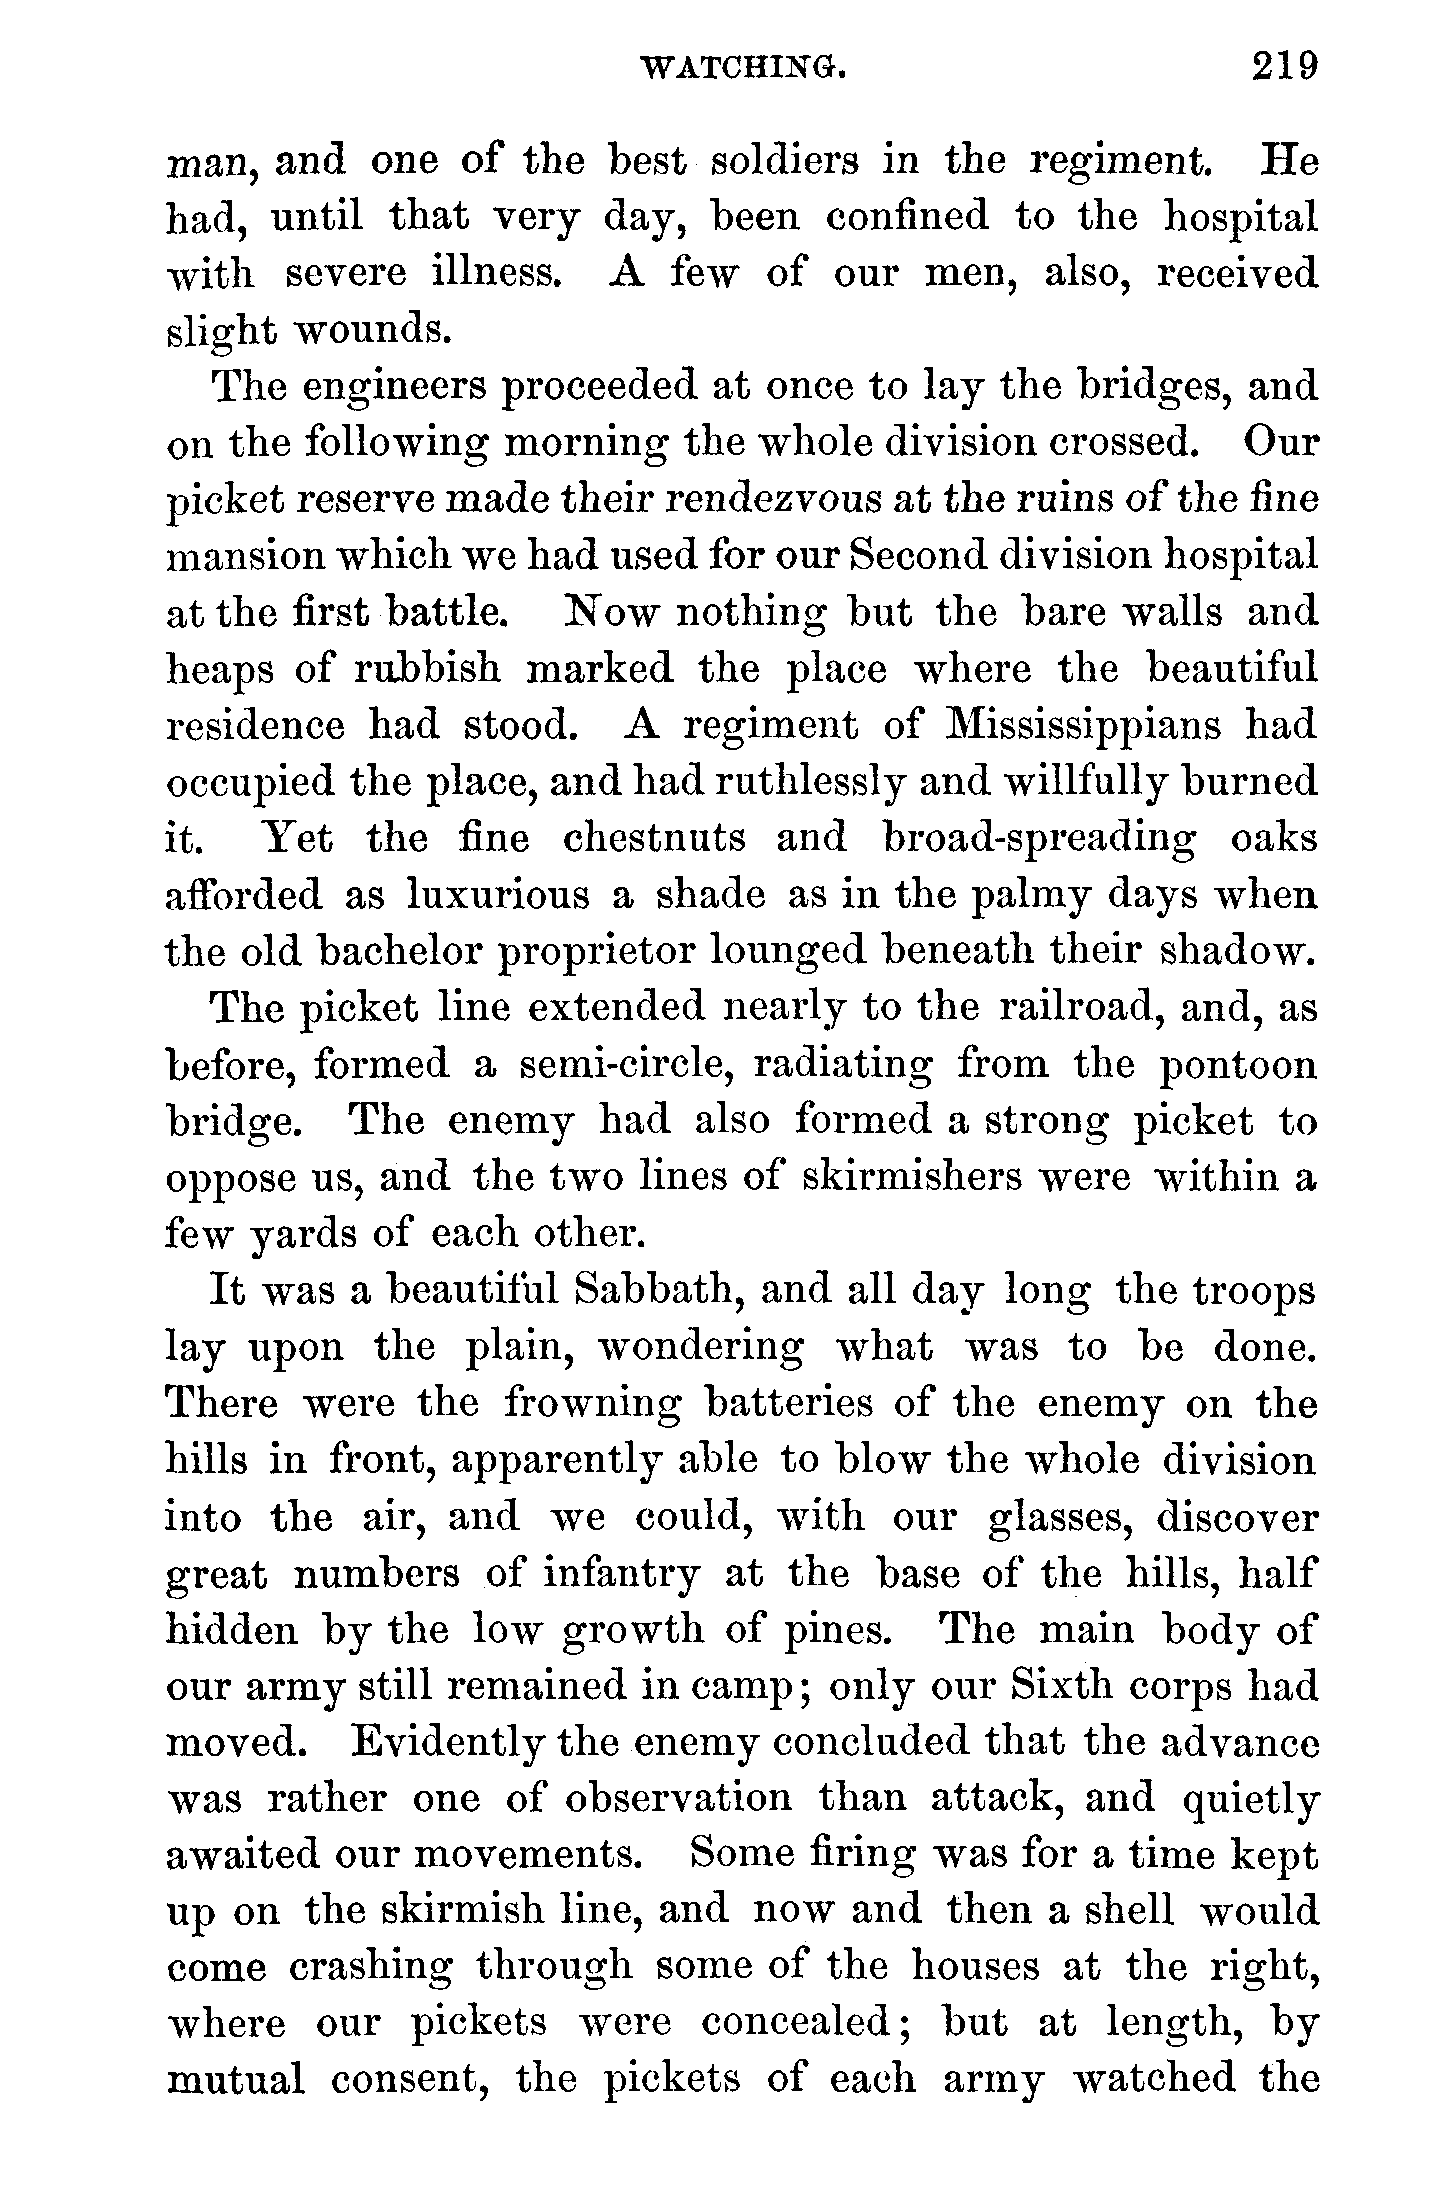 WATCHING. 219
man, and one of the best soldiers in the regiment. He
had, until that very day, been confined to the hospital
with severe illness. A few of our men, also, received
slight wounds.
The engineers proceeded at once to lay the bridges, and
on the following morning the whole division crossed. Our
picket reserve made their rendezvous at the ruins of the fine
mansion which we had used for our Second division hospital
at the first battle. Now nothing but the bare walls and
heaps of rubbish marked the place where the beautiful
residence had stood. A regiment of Mississippians had
occupied the place, and had ruthlessly and willfully burned
it. Yet the fine chestnuts and broad-spreading oaks
afforded as luxurious a shade as in the palmy days when
the old bachelor proprietor lounged beneath their shadow.
The picket line extended nearly to the railroad, and, as
before, formed a semi-circle, radiating from the pontoon
bridge. The enemy had also formed a strong picket to
oppose us, and the two lines of skirmishers were within a
few yards of each other.
It was a beautiful Sabbath, and all day long the troops
lay upon the plain, wondering what was to be done.
There were the frowning batteries of the enemy on the
hills in front, apparently able to blow the whole division
into the air, and we could, with our glasses, discover
great numbers of infantry at the base of the hills, half
hidden by the low growth of pines. The main body of
our army still remained in camp; only our Sixth corps had
moved. Evidently the enemy concluded that the advance
was rather one of observation than attack, and quietly
awaited our movements. Some firing was for a time kept
up on the skirmish line, and now and then a shell would
come crashing through some of the houses at the right,
where our pickets were concealed; but at length, by
mutual consent, the pickets of each army watched the